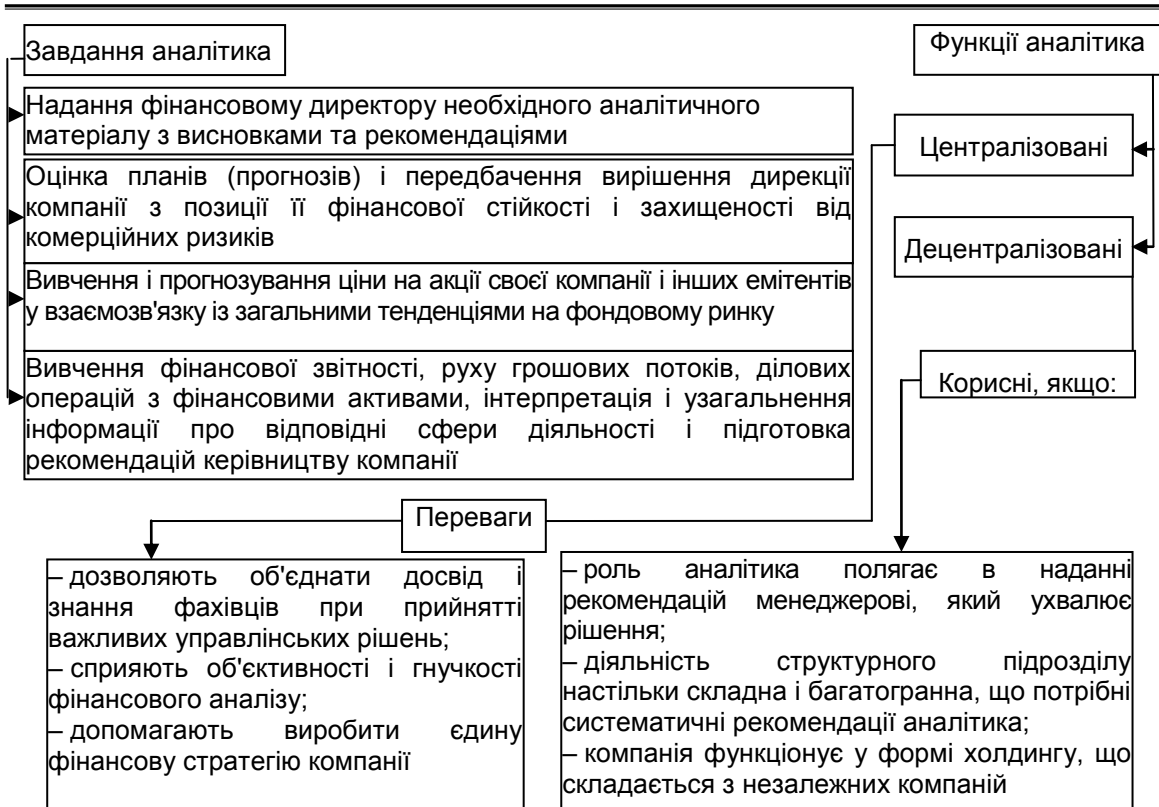 Завдання аналітика
Функції аналітика
Надання фінансовому директору необхідного аналітичного
матеріалу з висновками та рекомендаціями
Централізовані
Оцінка планів (прогнозів) і передбачення вирішення дирекції
компанії з позиції її фінансової стійкості і захищеності від
комерційних ризиків
Децентралізовані
Вивчення і прогнозування ціни на акції своєї компанії і інших емітентів
у взаємозв'язку із загальними тенденціями на фондовому ринку
Вивчення фінансової звітності, руху грошових потоків, ділових
операцій з фінансовими активами, інтерпретація і узагальнення
інформації про відповідні сфери діяльності і підготовка
рекомендацій керівництву компанії
Корисні, якщо:
Переваги
– дозволяють об'єднати досвід і
знання фахівців при прийнятті
важливих управлінських рішень;
– сприяють об'єктивності і гнучкості
фінансового аналізу;
– допомагають виробити єдину
фінансову стратегію компанії
– роль аналітика полягає в наданні
рекомендацій менеджерові, який ухвалює
рішення;
– діяльність структурного підрозділу
настільки складна і багатогранна, що потрібні
систематичні рекомендації аналітика;
– компанія функціонує у формі холдингу, що
складається з незалежних компаній